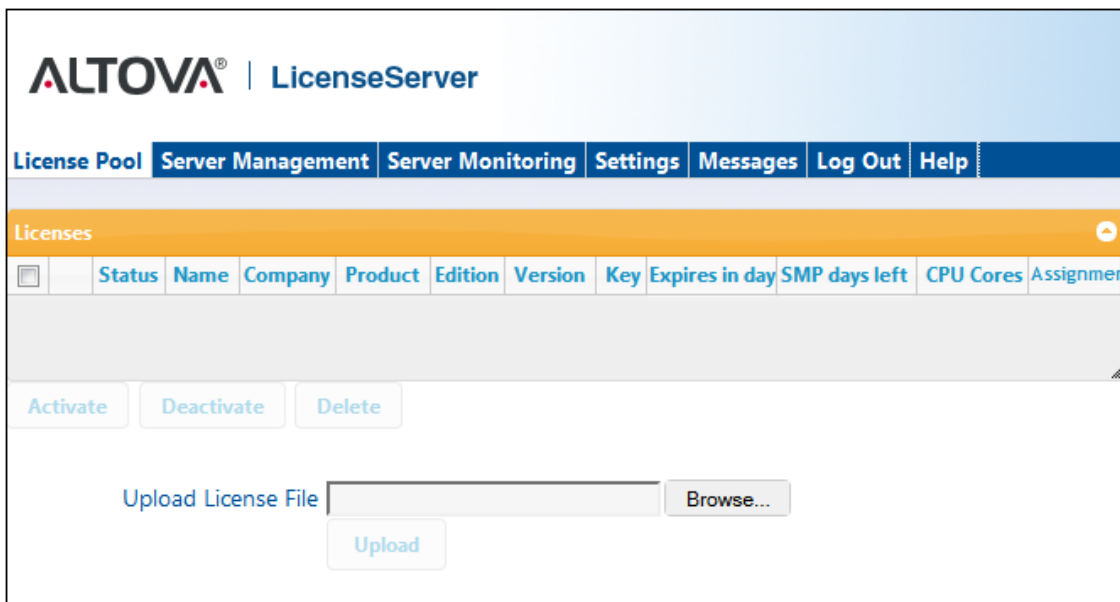 ALTOVA® | LicenseServer
License Pool Server Management Server Monitoring Settings Messages Log Out Help
Licenses
Status Name Company Product Edition Version Key Expires in day SMP days left CPU Cores Assignmen
Activate Deactivate Delete
Upload License File Browse...
Upload